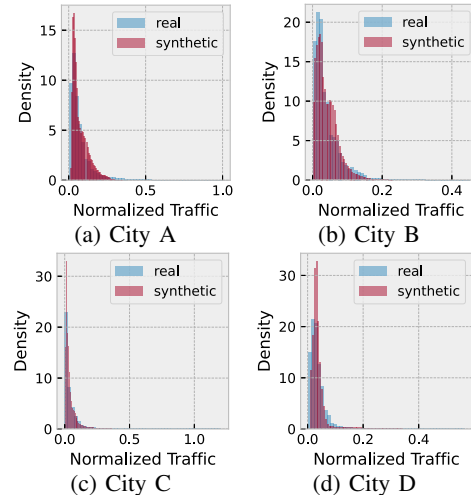 15
10
5
0
Density
real
synthetic
0.0 0.5 1.0
Normalized Traffic
(a) City A
20
15
10
5
0
Density
real
synthetic
0.0 0.2 0.4
Normalized Traffic
(b) City B
30
20
10
0
Density
real
synthetic
0.0 0.5 1.0
Normalized Traffic
(c) City C
30
20
10
0
Density
real
synthetic
0.0 0.2 0.4
Normalized Traffic
(d) City D